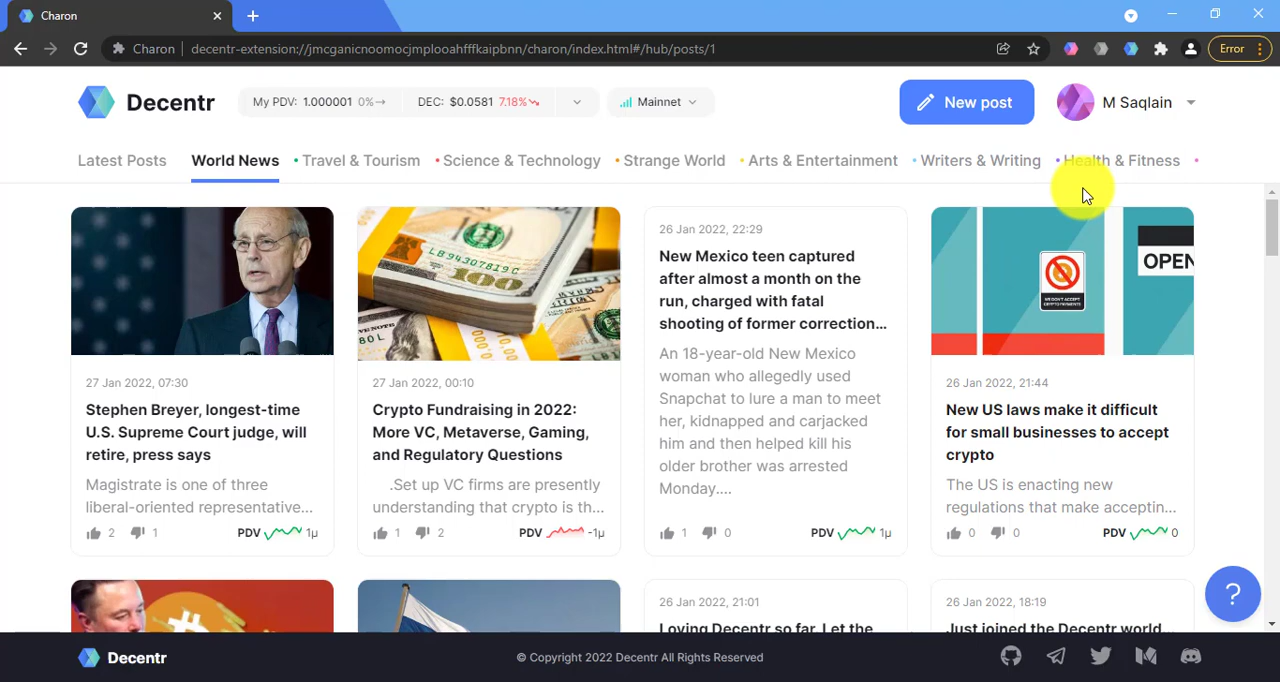 Charon
Charon decentr-extension://jmcganicnoomocjmplooahfffkaipbnn/charon/index.html#/hub/posts/1 Error
Decentr My PDV: 1.000001 0%→ DEC: $0.0581 7.18% Mainnet New post M Saqlain
Latest Posts World News • Travel & Tourism • Science & Technology • Strange World • Arts & Entertainment • Writers & Writing • Health & Fitness •
27 Jan 2022, 07:30
Stephen Breyer, longest-time
U.S. Supreme Court judge, will
retire, press says
Magistrate is one of three
liberal-oriented representative...
2 1 PDV 1µ
LB94307819C
100
27 Jan 2022, 00:10
Crypto Fundraising in 2022:
More VC, Metaverse, Gaming,
and Regulatory Questions
.Set up VC firms are presently
understanding that crypto is th...
1 2 PDV -1µ
26 Jan 2022, 22:29
New Mexico teen captured
after almost a month on the
run, charged with fatal
shooting of former correction...
An 18-year-old New Mexico
woman who allegedly used
Snapchat to lure a man to meet
her, kidnapped and carjacked
him and then helped kill his
older brother was arrested
Monday....
1 0 PDV 1µ
OPEN
WE DON'T ACCEPT
CRYPTO PAYMENTS
26 Jan 2022, 21:44
New US laws make it difficult
for small businesses to accept
crypto
The US is enacting new
regulations that make acceptin...
0 0 PDV 0
26 Jan 2022, 21:01
Loving Decentr so far. Let the
26 Jan 2022, 18:19
Just joined the Decentr world
?
Decentr © Copyright 2022 Decentr All Rights Reserved